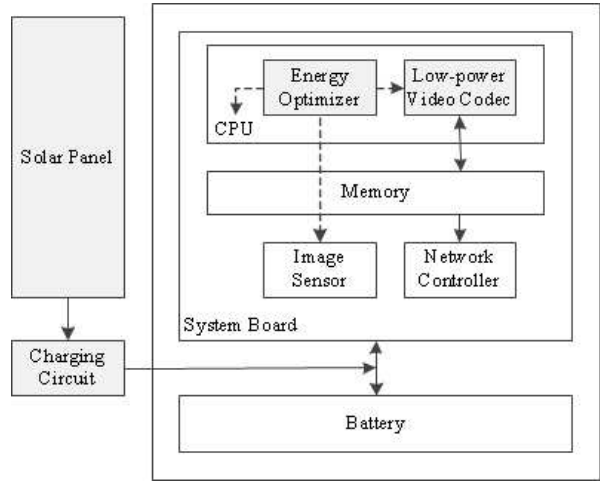 Solar Panel
Energy
Optimizer
Low-power
Video Codec
CPU
Memory
Image
Sensor
Network
Controller
System Board
Charging
Circuit
Battery